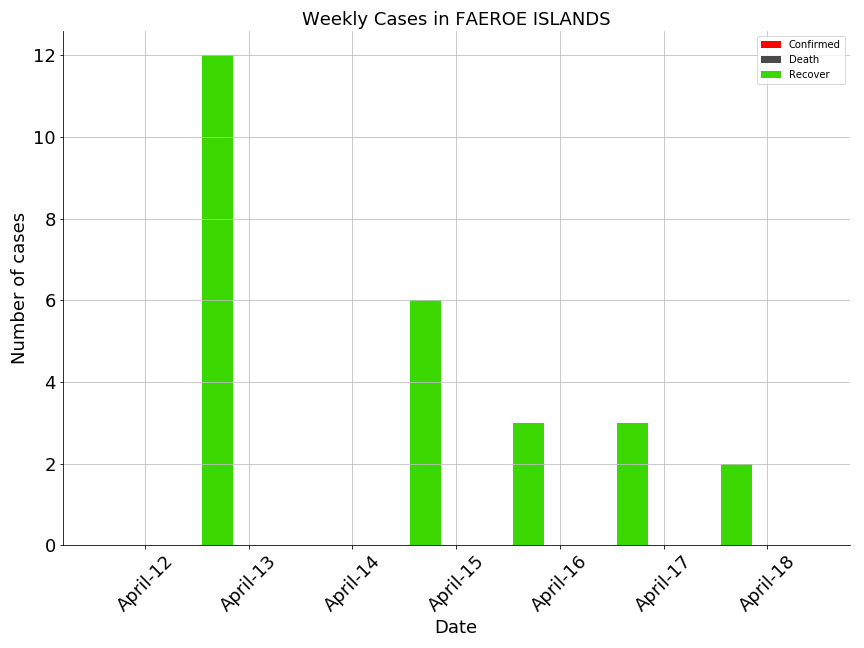 Weekly Cases in FAEROE ISLANDS
Confirmed
Death
Recover
12
10
8
6
4
2
0
Number of cases
April-12
April-13
April-14
April-15
April-16
April-17
April-18
Date